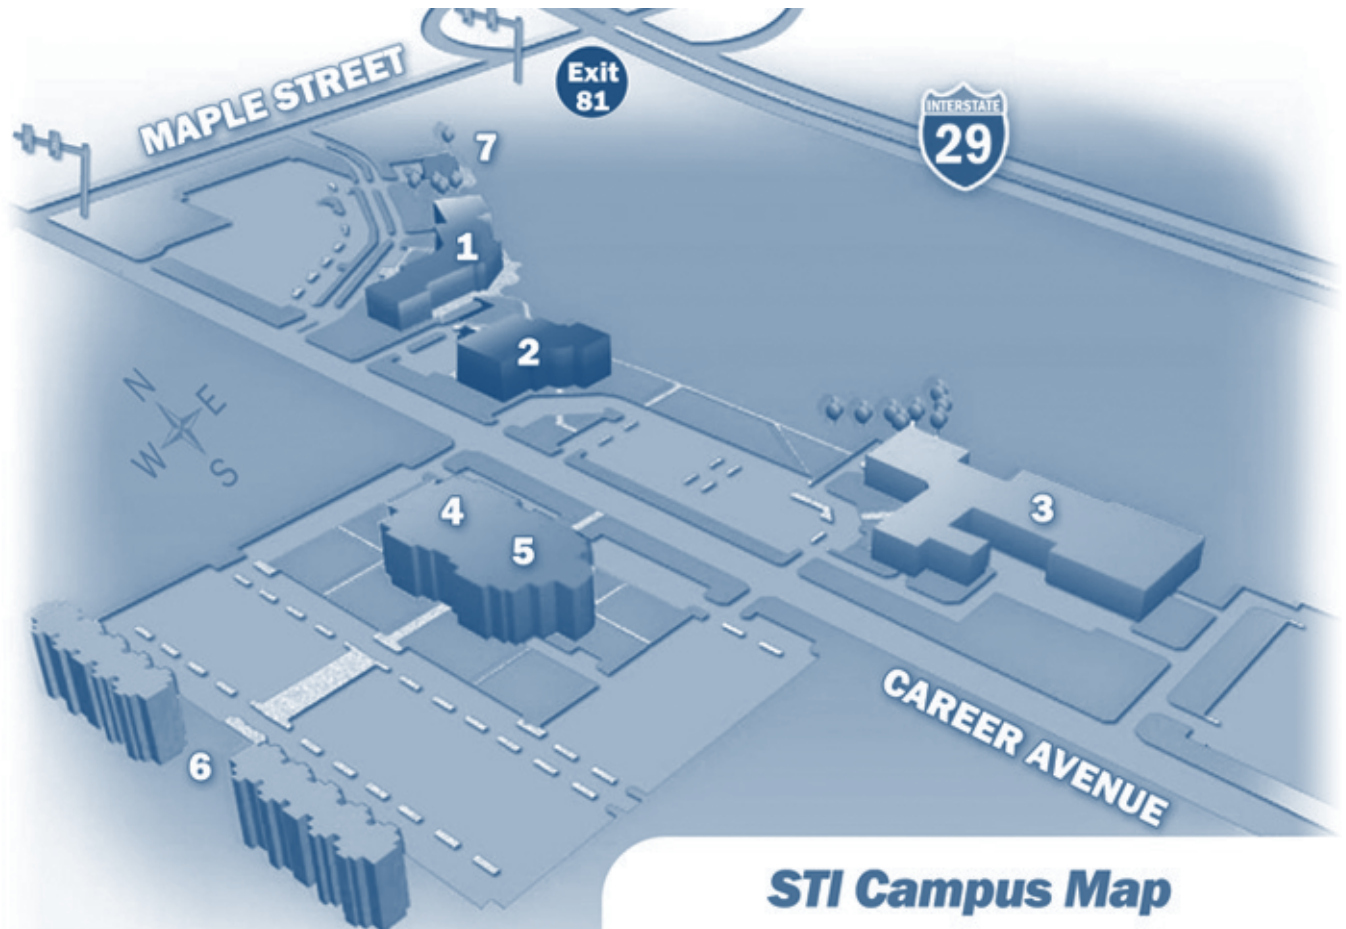 MAPLE STREET
Exit
81
INTERSTATE
29
7
1
2
N
E
W
S
3
4
5
6
CAREER AVENUE
STI Campus Map